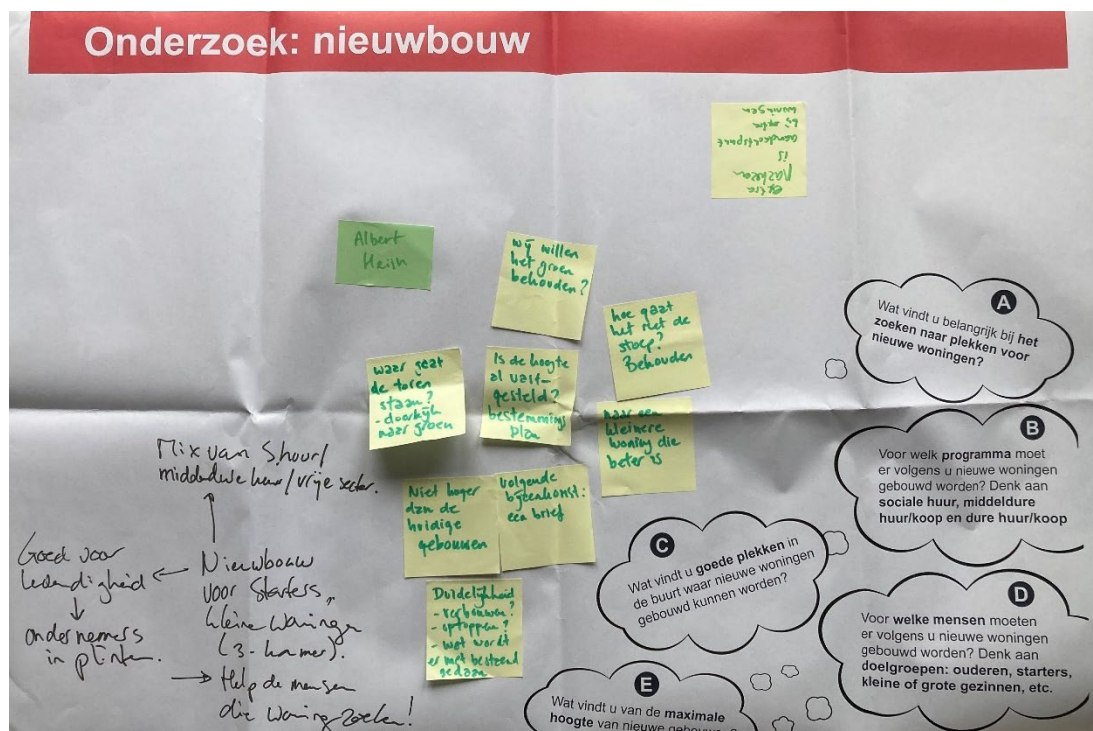 Onderzoek: nieuwbouw
extra
is
aandachtspunt
bij extra
woningen
Albert
Heijn
wij willen
het groen
behouden?
hoe gaat
het met de
stoep?
Behouden
waar gaat
de toren
staan?
- doorkijk
naar groen
Is de hoogte
al vast-
gesteld?
bestemmings
plan
naar een
kleinere
woning die
beter is
Niet hoger
dan de
huidige
gebouwen
volgende
bijeenkomst:
een brief
Duidelijkheid
- verbouwen?
- optoppen?
- wat wordt
er met bestaand
gedaan
Mix van s.huur/
middeldure huur/vrije sector.
Goed voor
levendigheid
ondernemers
in plinten.
Nieuwbouw
voor starters,
kleine woningen
(3-kamer).
Help de mensen
die woning zoeken!
A
Wat vindt u belangrijk bij het
zoeken naar plekken voor
nieuwe woningen?
B
Voor welk programma moet
er volgens u nieuwe woningen
gebouwd worden? Denk aan
sociale huur, middeldure
huur/koop en dure huur/koop
C
Wat vindt u goede plekken in
de buurt waar nieuwe woningen
gebouwd kunnen worden?
D
Voor welke mensen moeten
er volgens u nieuwe woningen
gebouwd worden? Denk aan
doelgroepen: ouderen, starters,
kleine of grote gezinnen, etc.
E
Wat vindt u van de maximale
hoogte van nieuwe